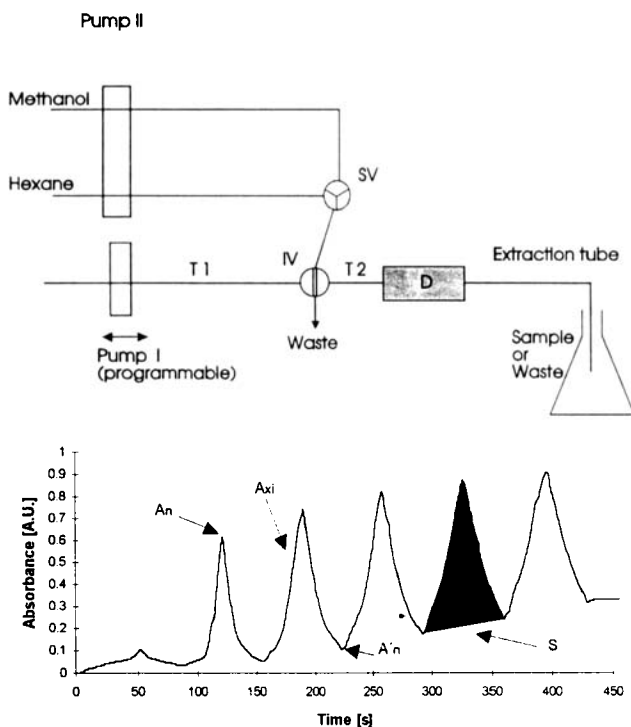 Pump II
Methanol
Hexane
SV
T 1
IV
T 2
D
Extraction tube
Waste
Pump I
(programmable)
Sample
or
Waste
Absorbance [A.U.]
1
0.9
0.8
0.7
0.6
0.5
0.4
0.3
0.2
0.1
0
An
Axi
A'n
S
0 50 100 150 200 250 300 350 400 450
Time [s]